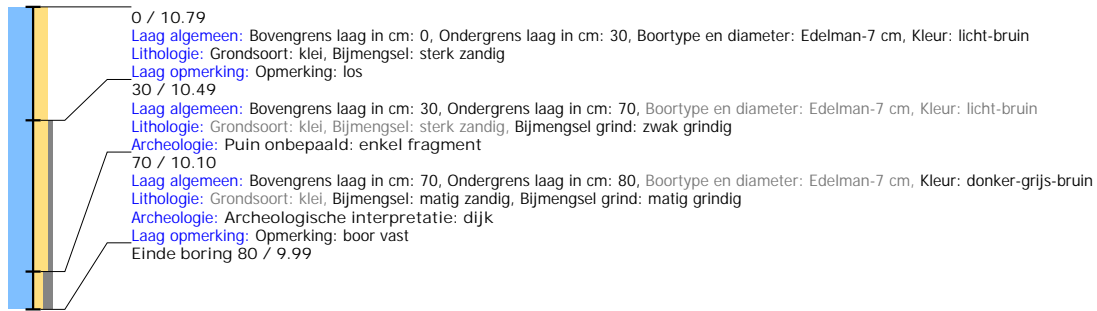 0 / 10.79
Laag algemeen: Bovengrens laag in cm: 0, Ondergrens laag in cm: 30, Boortype en diameter: Edelman-7 cm, Kleur: licht-bruin
Lithologie: Grondsoort: klei, Bijmengsel: sterk zandig
Laag opmerking: Opmerking: los
30 / 10.49
Laag algemeen: Bovengrens laag in cm: 30, Ondergrens laag in cm: 70, Boortype en diameter: Edelman-7 cm, Kleur: licht-bruin
Lithologie: Grondsoort: klei, Bijmengsel: sterk zandig, Bijmengsel grind: zwak grindig
Archeologie: Puin onbepaald: enkel fragment
70 / 10.10
Laag algemeen: Bovengrens laag in cm: 70, Ondergrens laag in cm: 80, Boortype en diameter: Edelman-7 cm, Kleur: donker-grijs-bruin
Lithologie: Grondsoort: klei, Bijmengsel: matig zandig, Bijmengsel grind: matig grindig
Archeologie: Archeologische interpretatie: dijk
Laag opmerking: Opmerking: boor vast
Einde boring 80 / 9.99